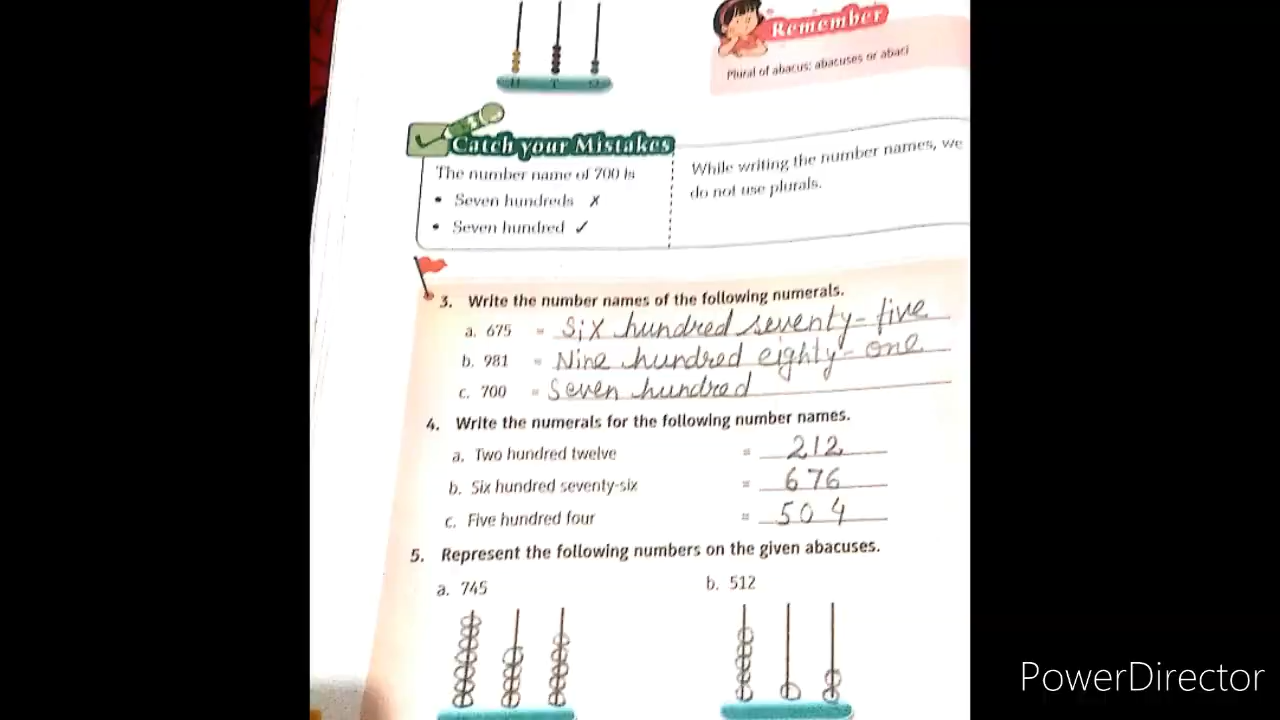 Remember
Plural of abacus: abacuses or abaci
H T O
Catch your Mistakes
The number name of 700 is
• Seven hundreds ✗
• Seven hundred ✓
While writing the number names, we
do not use plurals.
3. Write the number names of the following numerals.
a. 675 = Six hundred seventy-five
b. 981 = Nine hundred eighty-one
c. 700 = Seven hundred
4. Write the numerals for the following number names.
a. Two hundred twelve = 212
b. Six hundred seventy-six = 676
c. Five hundred four = 504
5. Represent the following numbers on the given abacuses.
a. 745 b. 512
PowerDirector